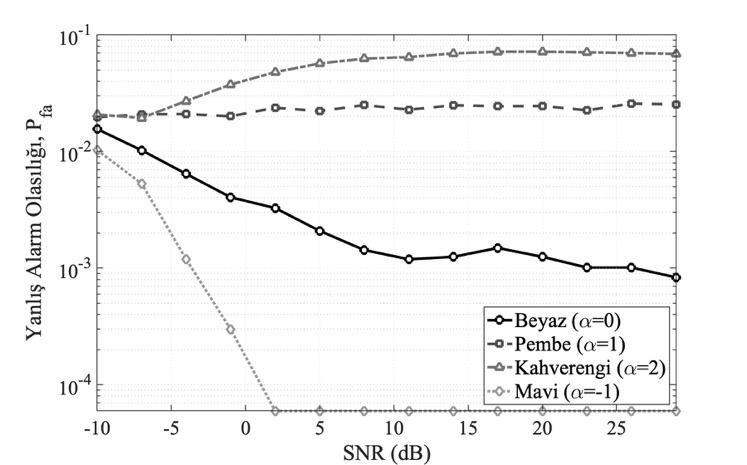 10^-1
10^-2
10^-3
10^-4
Yanlış Alarm Olasılığı, P_fa
-10 -5 0 5 10 15 20 25
SNR (dB)
Beyaz (α=0)
Pembe (α=1)
Kahverengi (α=2)
Mavi (α=-1)